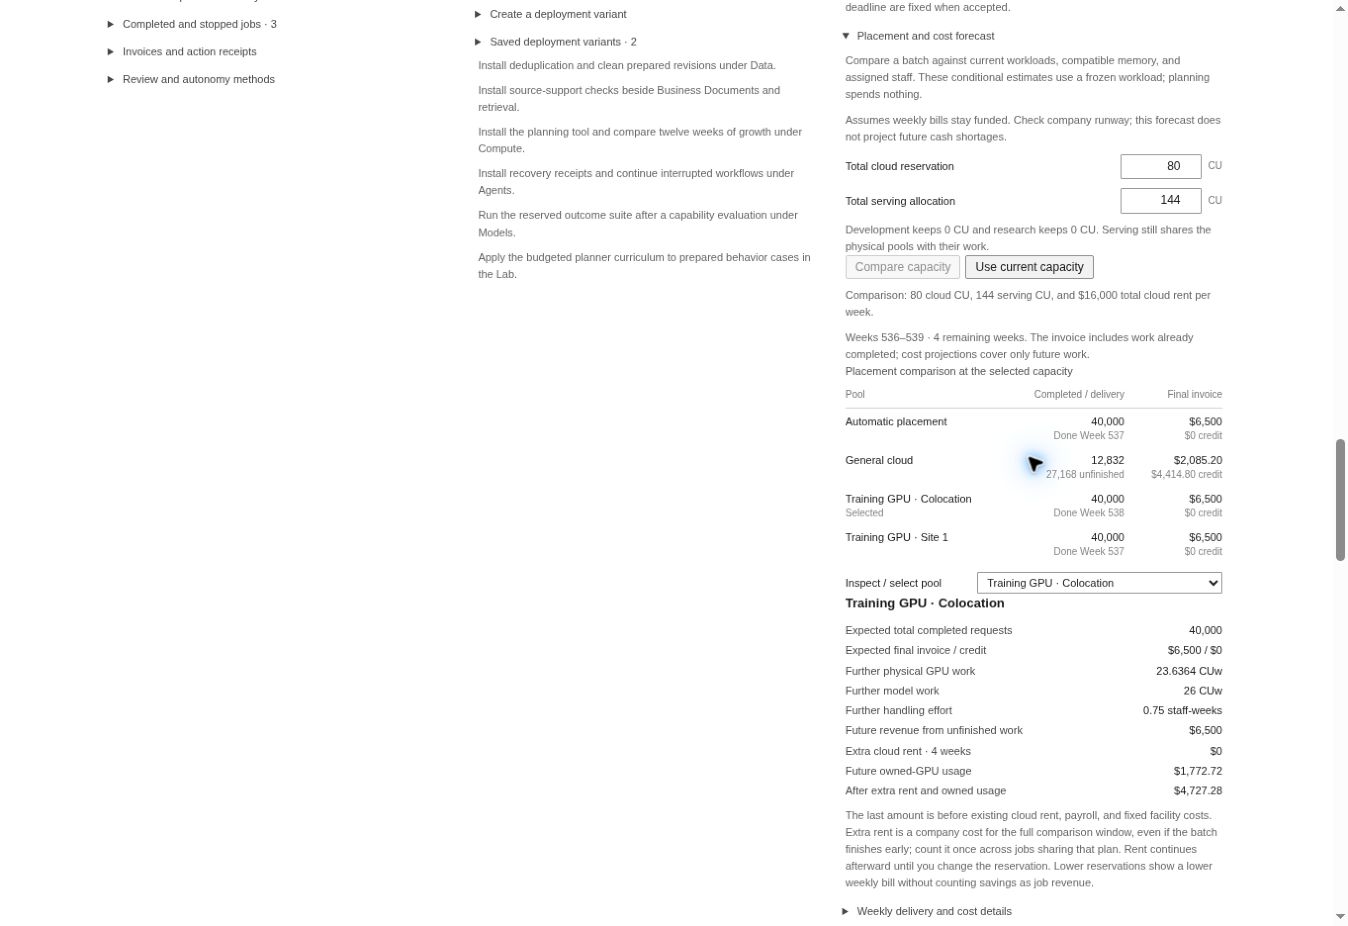 Completed and stopped jobs · 3
Invoices and action receipts
Review and autonomy methods
Create a deployment variant
Saved deployment variants · 2
Install deduplication and clean prepared revisions under Data.
Install source-support checks beside Business Documents and
retrieval.
Install the planning tool and compare twelve weeks of growth under
Compute.
Install recovery receipts and continue interrupted workflows under
Agents.
Run the reserved outcome suite after a capability evaluation under
Models.
Apply the budgeted planner curriculum to prepared behavior cases in
the Lab.
deadline are fixed when accepted.
Placement and cost forecast
Compare a batch against current workloads, compatible memory, and
assigned staff. These conditional estimates use a frozen workload; planning
spends nothing.
Assumes weekly bills stay funded. Check company runway; this forecast does
not project future cash shortages.
Total cloud reservation 80 CU
Total serving allocation 144 CU
Development keeps 0 CU and research keeps 0 CU. Serving still shares the
physical pools with their work.
Compare capacity Use current capacity
Comparison: 80 cloud CU, 144 serving CU, and $16,000 total cloud rent per
week.
Weeks 536–539 · 4 remaining weeks. The invoice includes work already
completed; cost projections cover only future work.
Placement comparison at the selected capacity
Pool Completed / delivery Final invoice
Automatic placement 40,000 $6,500
Done Week 537 $0 credit
General cloud 12,832 $2,085.20
27,168 unfinished $4,414.80 credit
Training GPU · Colocation 40,000 $6,500
Selected Done Week 538 $0 credit
Training GPU · Site 1 40,000 $6,500
Done Week 537 $0 credit
Inspect / select pool Training GPU · Colocation
Training GPU · Colocation
Expected total completed requests 40,000
Expected final invoice / credit $6,500 / $0
Further physical GPU work 23.6364 CUw
Further model work 26 CUw
Further handling effort 0.75 staff-weeks
Future revenue from unfinished work $6,500
Extra cloud rent · 4 weeks $0
Future owned-GPU usage $1,772.72
After extra rent and owned usage $4,727.28
The last amount is before existing cloud rent, payroll, and fixed facility costs.
Extra rent is a company cost for the full comparison window, even if the batch
finishes early; count it once across jobs sharing that plan. Rent continues
afterward until you change the reservation. Lower reservations show a lower
weekly bill without counting savings as job revenue.
Weekly delivery and cost details